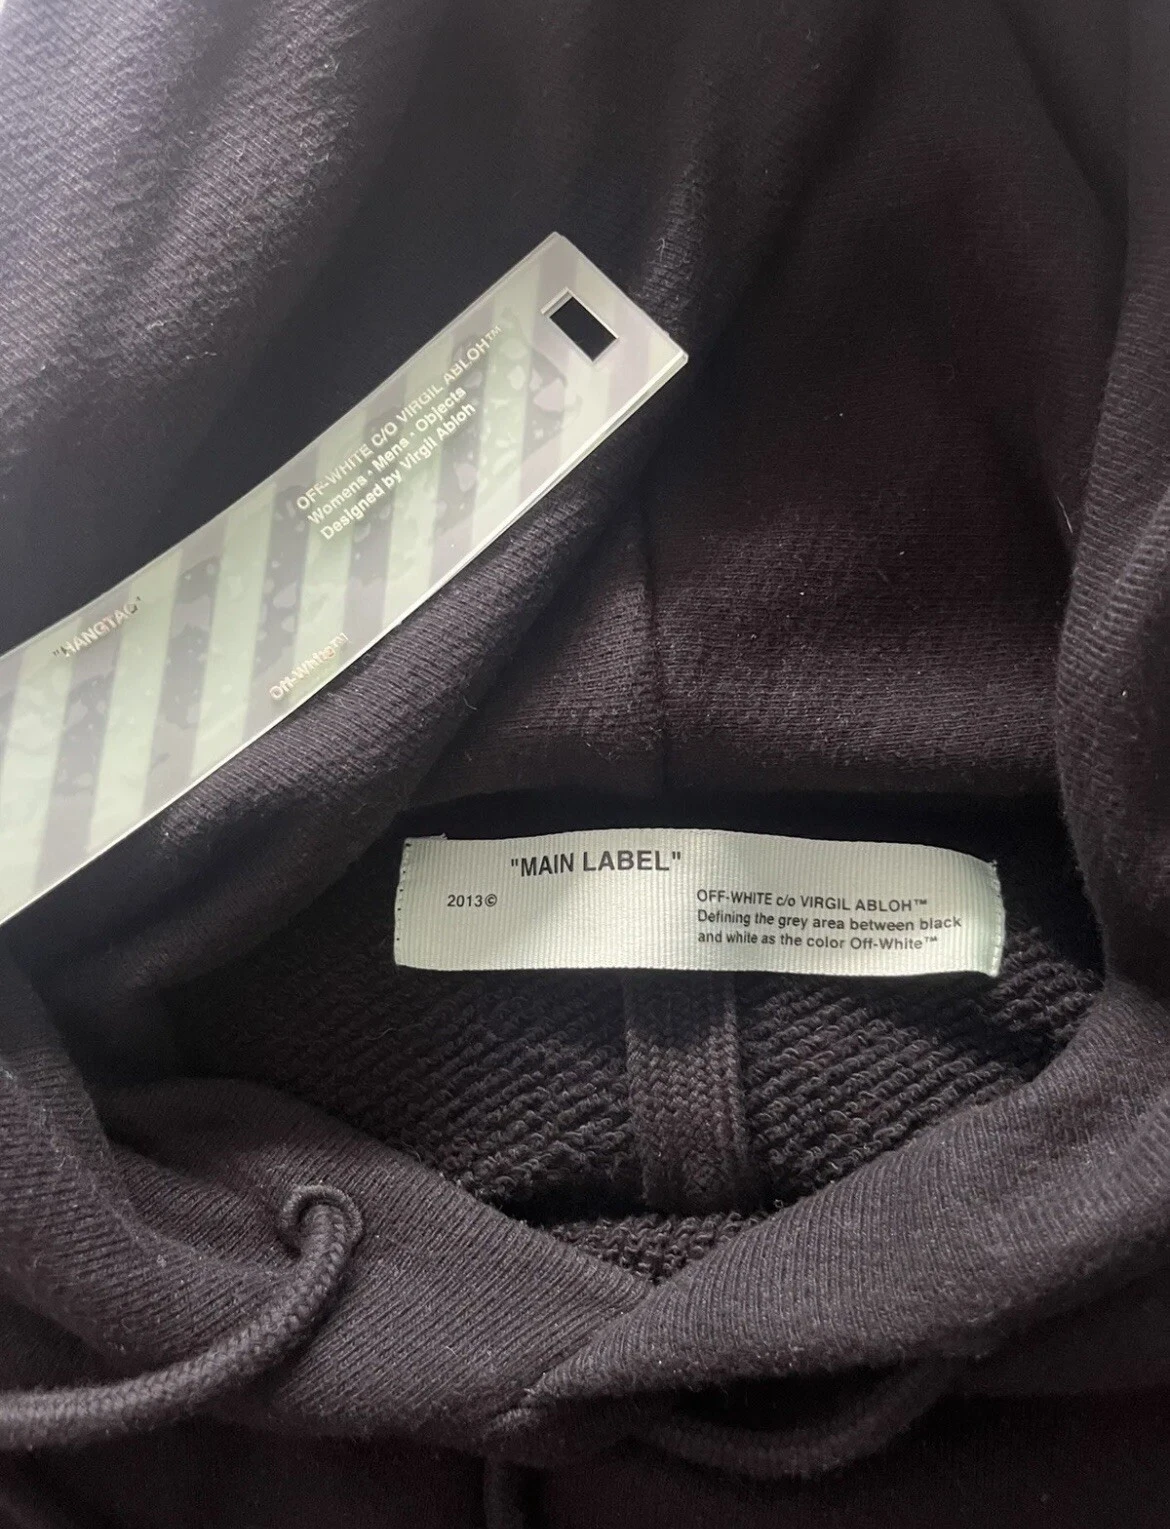 OFF-WHITE C/O VIRGIL ABLOH™
Womens · Mens · Objects
Designed by Virgil Abloh
"HANGTAG"
"MAIN LABEL"
2013©
OFF-WHITE c/o VIRGIL ABLOH™
Defining the grey area between black
and white as the color Off-White™